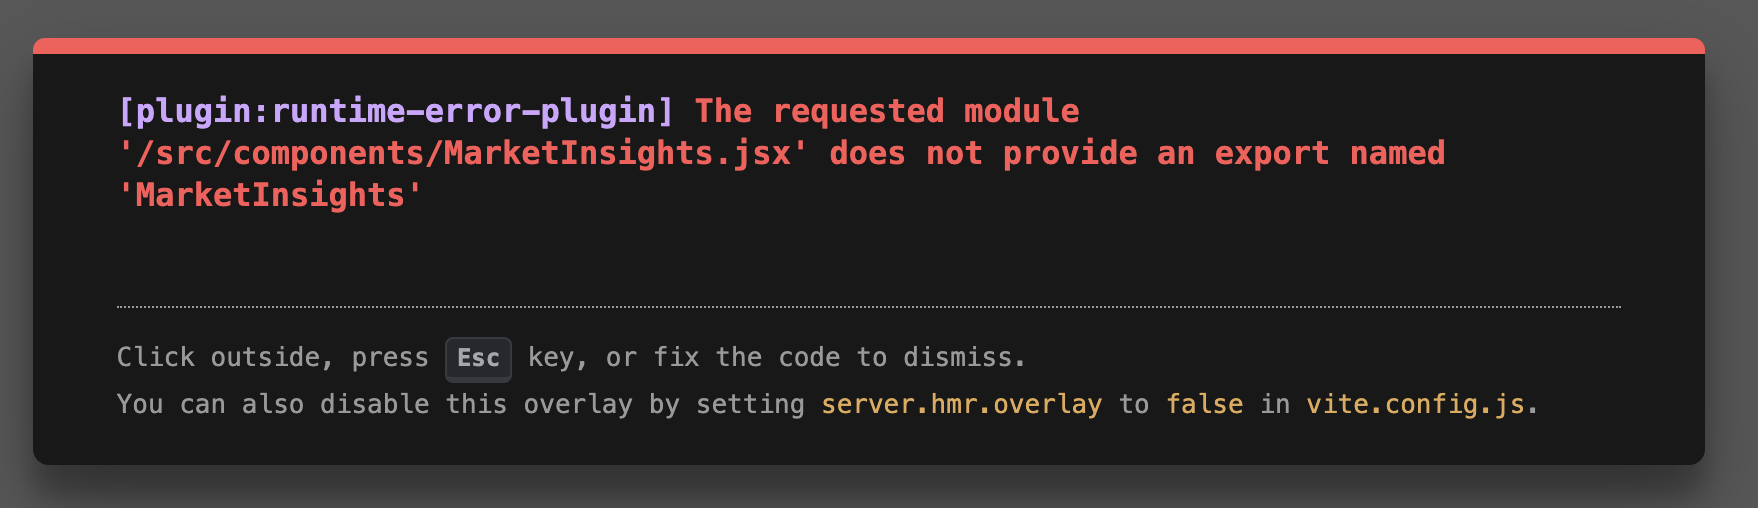 [plugin:runtime-error-plugin] The requested module
'/src/components/MarketInsights.jsx' does not provide an export named
'MarketInsights'
Click outside, press Esc key, or fix the code to dismiss.
You can also disable this overlay by setting server.hmr.overlay to false in vite.config.js.